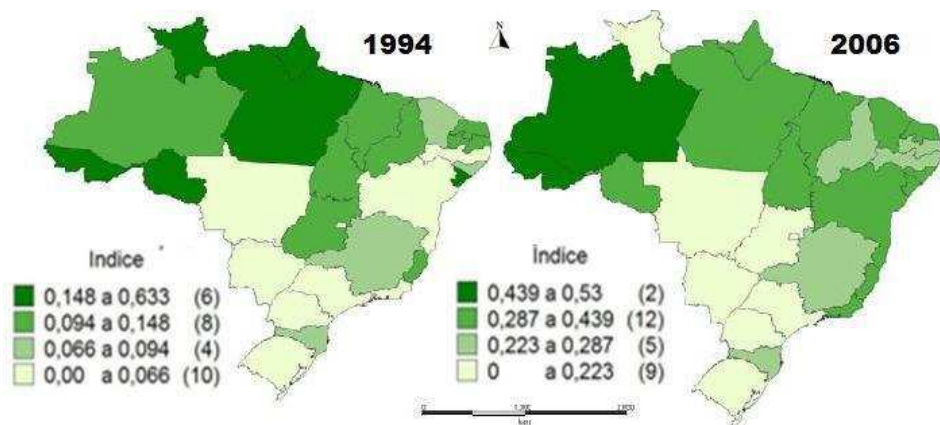 1994
N
2006
Indice
0,148 a 0,633 (6)
0,094 a 0,148 (8)
0,066 a 0,094 (4)
0,00 a 0,066 (10)
Índice
0,439 a 0,53 (2)
0,287 a 0,439 (12)
0,223 a 0,287 (5)
0 a 0,223 (9)
0